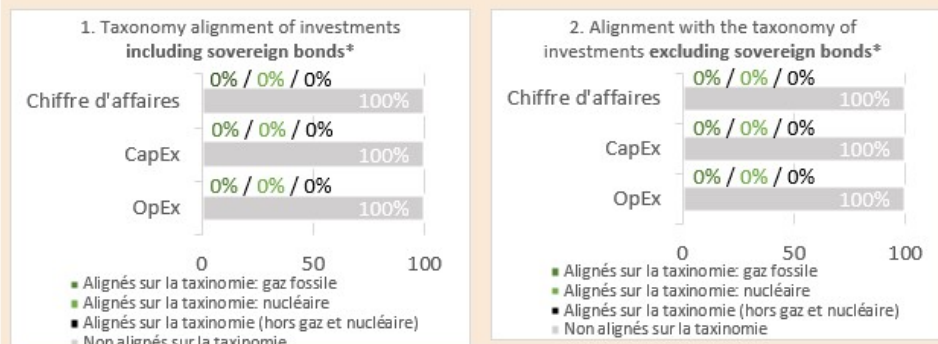 1. Taxonomy alignment of investments
including sovereign bonds*
0% / 0% / 0%
Chiffre d'affaires
100%
0% / 0% / 0%
CapEx
100%
0% / 0% / 0%
OpEx
100%
0 50 100
Alignés sur la taxinomie: gaz fossile
Alignés sur la taxinomie: nucléaire
Alignés sur la taxinomie (hors gaz et nucléaire)
Non alignés sur la taxinomie
2. Alignment with the taxonomy of
investments excluding sovereign bonds*
0% / 0% / 0%
Chiffre d'affaires
100%
0% / 0% / 0%
CapEx
100%
0% / 0% / 0%
OpEx
100%
0 50 100
Alignés sur la taxinomie: gaz fossile
Alignés sur la taxinomie: nucléaire
Alignés sur la taxinomie (hors gaz et nucléaire)
Non alignés sur la taxinomie